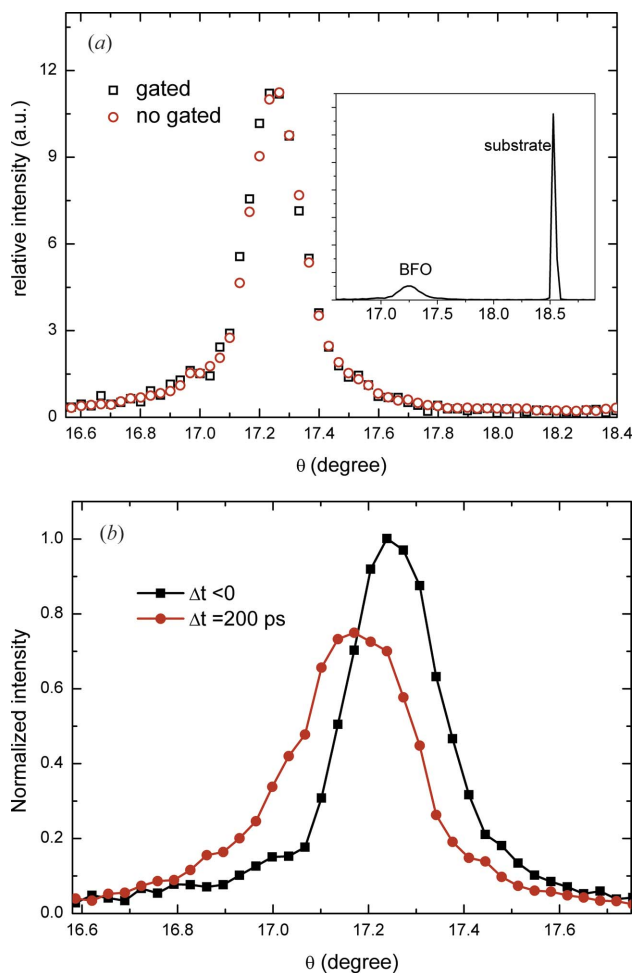 (a)
gated
no gated
relative intensity (a.u.)
12
9
6
3
0
16.6 16.8 17.0 17.2 17.4 17.6 17.8 18.0 18.2 18.4
θ (degree)
substrate
BFO
17.0 17.5 18.0 18.5
(b)
Δt <0
Δt =200 ps
Normalized intensity
1.0
0.8
0.6
0.4
0.2
0.0
16.6 16.8 17.0 17.2 17.4 17.6
θ (degree)